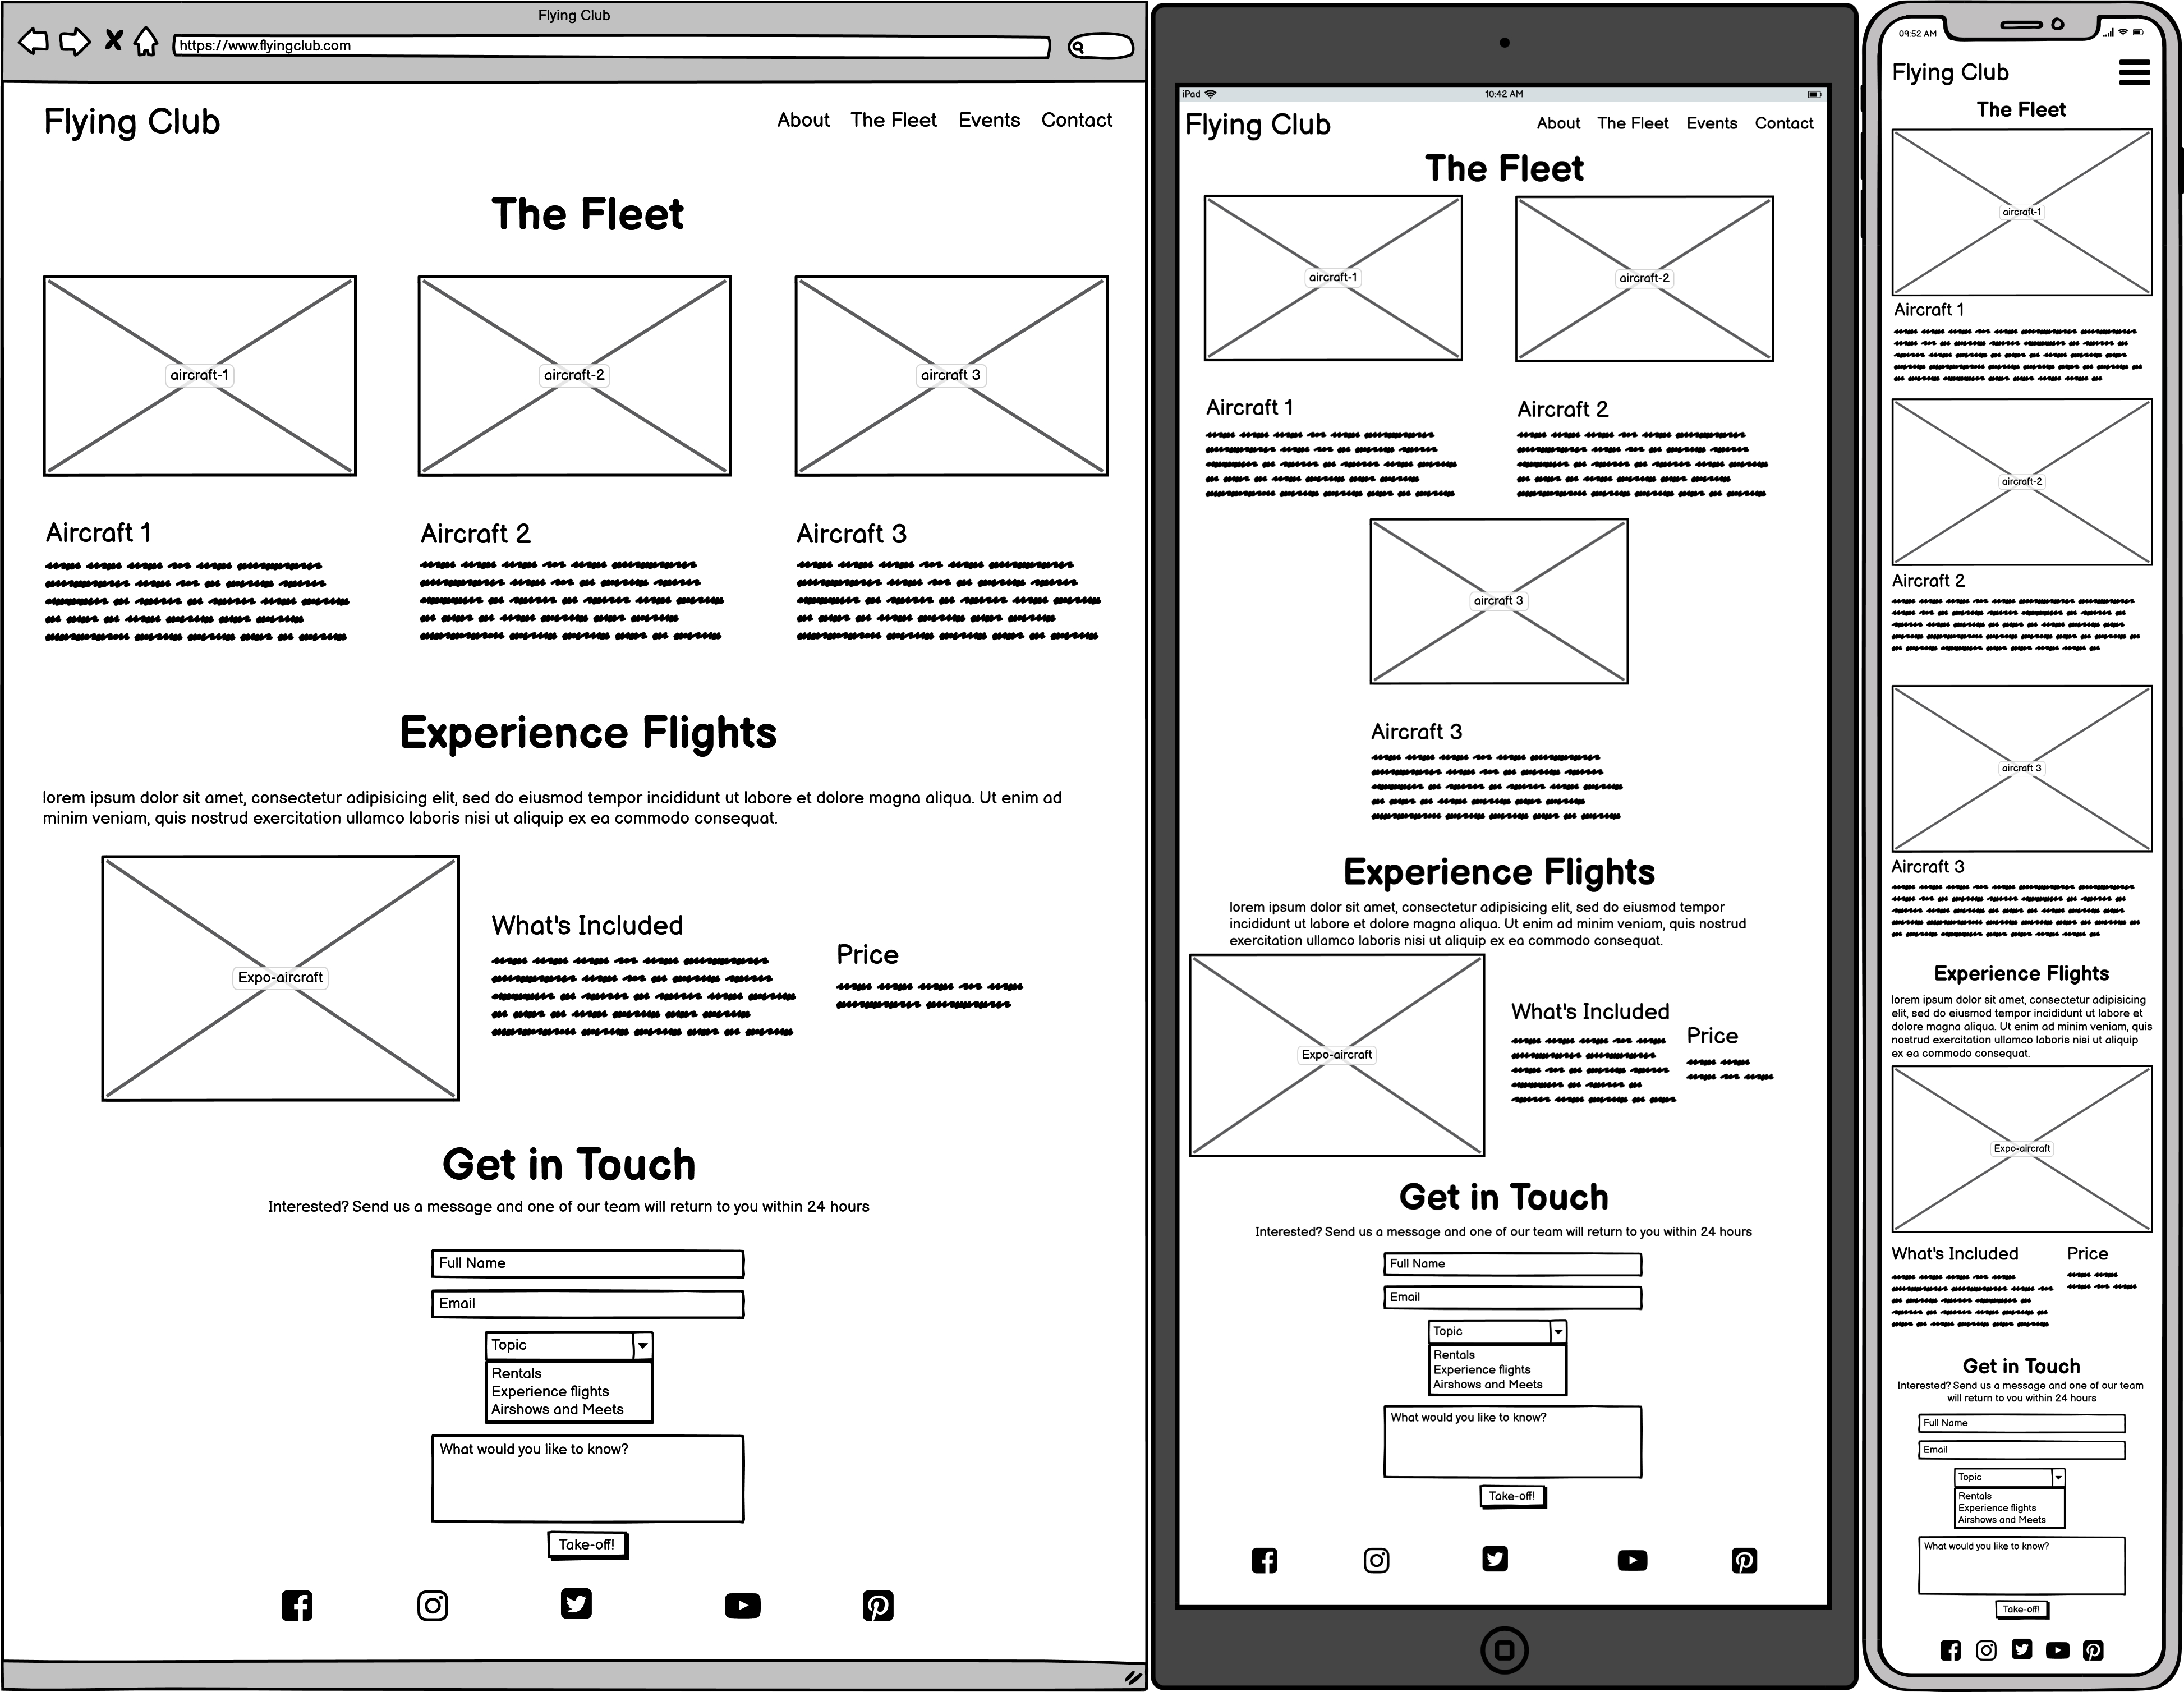 Flying Club
https://www.flyingclub.com
Flying Club
About The Fleet Events Contact
The Fleet
aircraft-1
aircraft-2
aircraft 3
Aircraft 1
Aircraft 2
Aircraft 3
Experience Flights
lorem ipsum dolor sit amet, consectetur adipisicing elit, sed do eiusmod tempor incididunt ut labore et dolore magna aliqua. Ut enim ad
minim veniam, quis nostrud exercitation ullamco laboris nisi ut aliquip ex ea commodo consequat.
Expo-aircraft
What's Included
Price
Get in Touch
Interested? Send us a message and one of our team will return to you within 24 hours
Full Name
Email
Topic
Rentals
Experience flights
Airshows and Meets
What would you like to know?
Take-off!
iPad
10:42 AM
Flying Club
About The Fleet Events Contact
The Fleet
aircraft-1
aircraft-2
Aircraft 1
Aircraft 2
aircraft 3
Aircraft 3
Experience Flights
lorem ipsum dolor sit amet, consectetur adipisicing elit, sed do eiusmod tempor
incididunt ut labore et dolore magna aliqua. Ut enim ad minim veniam, quis nostrud
exercitation ullamco laboris nisi ut aliquip ex ea commodo consequat.
Expo-aircraft
What's Included
Price
Get in Touch
Interested? Send us a message and one of our team will return to you within 24 hours
Full Name
Email
Topic
Rentals
Experience flights
Airshows and Meets
What would you like to know?
Take-off!
09:52 AM
Flying Club
The Fleet
aircraft-1
Aircraft 1
aircraft-2
Aircraft 2
aircraft 3
Aircraft 3
Experience Flights
lorem ipsum dolor sit amet, consectetur adipisicing
elit, sed do eiusmod tempor incididunt ut labore et
dolore magna aliqua. Ut enim ad minim veniam, quis
nostrud exercitation ullamco laboris nisi ut aliquip
ex ea commodo consequat.
Expo-aircraft
What's Included
Price
Get in Touch
Interested? Send us a message and one of our team
will return to you within 24 hours
Full Name
Email
Topic
Rentals
Experience flights
Airshows and Meets
What would you like to know?
Take-off!